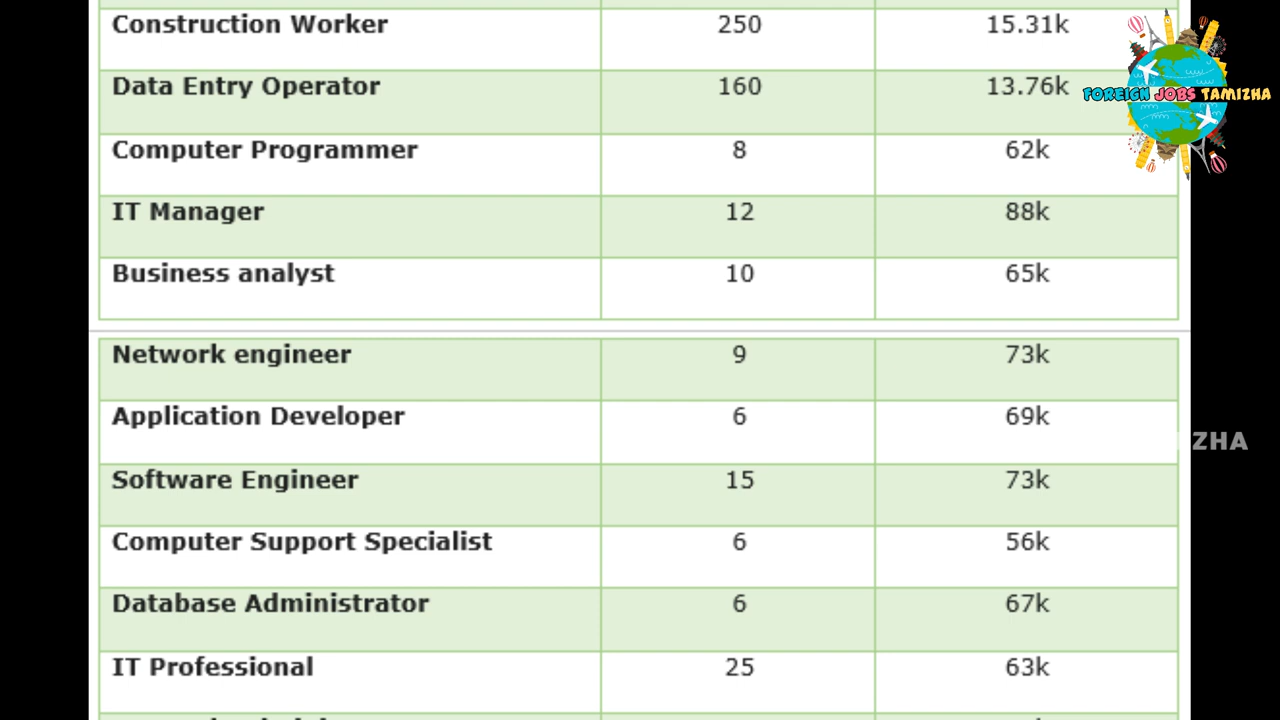 Construction Worker 250 15.31k
Data Entry Operator 160 13.76k
FOREIGN JOBS TAMIZHA
Computer Programmer 8 62k
IT Manager 12 88k
Business analyst 10 65k
Network engineer 9 73k
Application Developer 6 69k
ZHA
Software Engineer 15 73k
Computer Support Specialist 6 56k
Database Administrator 6 67k
IT Professional 25 63k